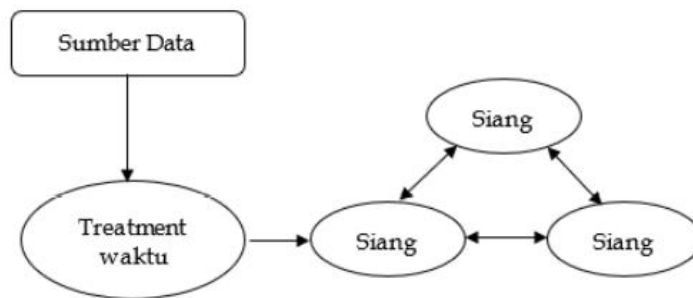 Sumber Data
Siang
Treatment
waktu
Siang
Siang